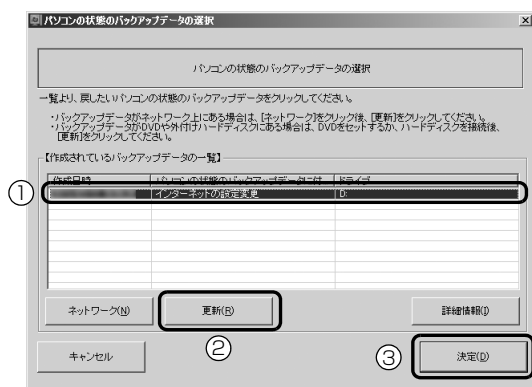 パソコンの状態のバックアップデータの選択
パソコンの状態のバックアップデータの選択
一覧より、戻したいパソコンの状態のバックアップデータをクリックしてください。
・バックアップデータがネットワーク上にある場合は、[ネットワーク]をクリック後、[更新]をクリックしてください。
・バックアップデータがDVDや外付けハードディスクにある場合は、DVDをセットするか、ハードディスクを接続後、
[更新]をクリックしてください。
【作成されているバックアップデータの一覧】
作成日時 パソコンの状態のバックアップデータに付 ドライブ
① インターネットの設定変更 D:
ネットワーク(N) 更新(R) 詳細情報(I)
キャンセル ② ③ 決定(D)